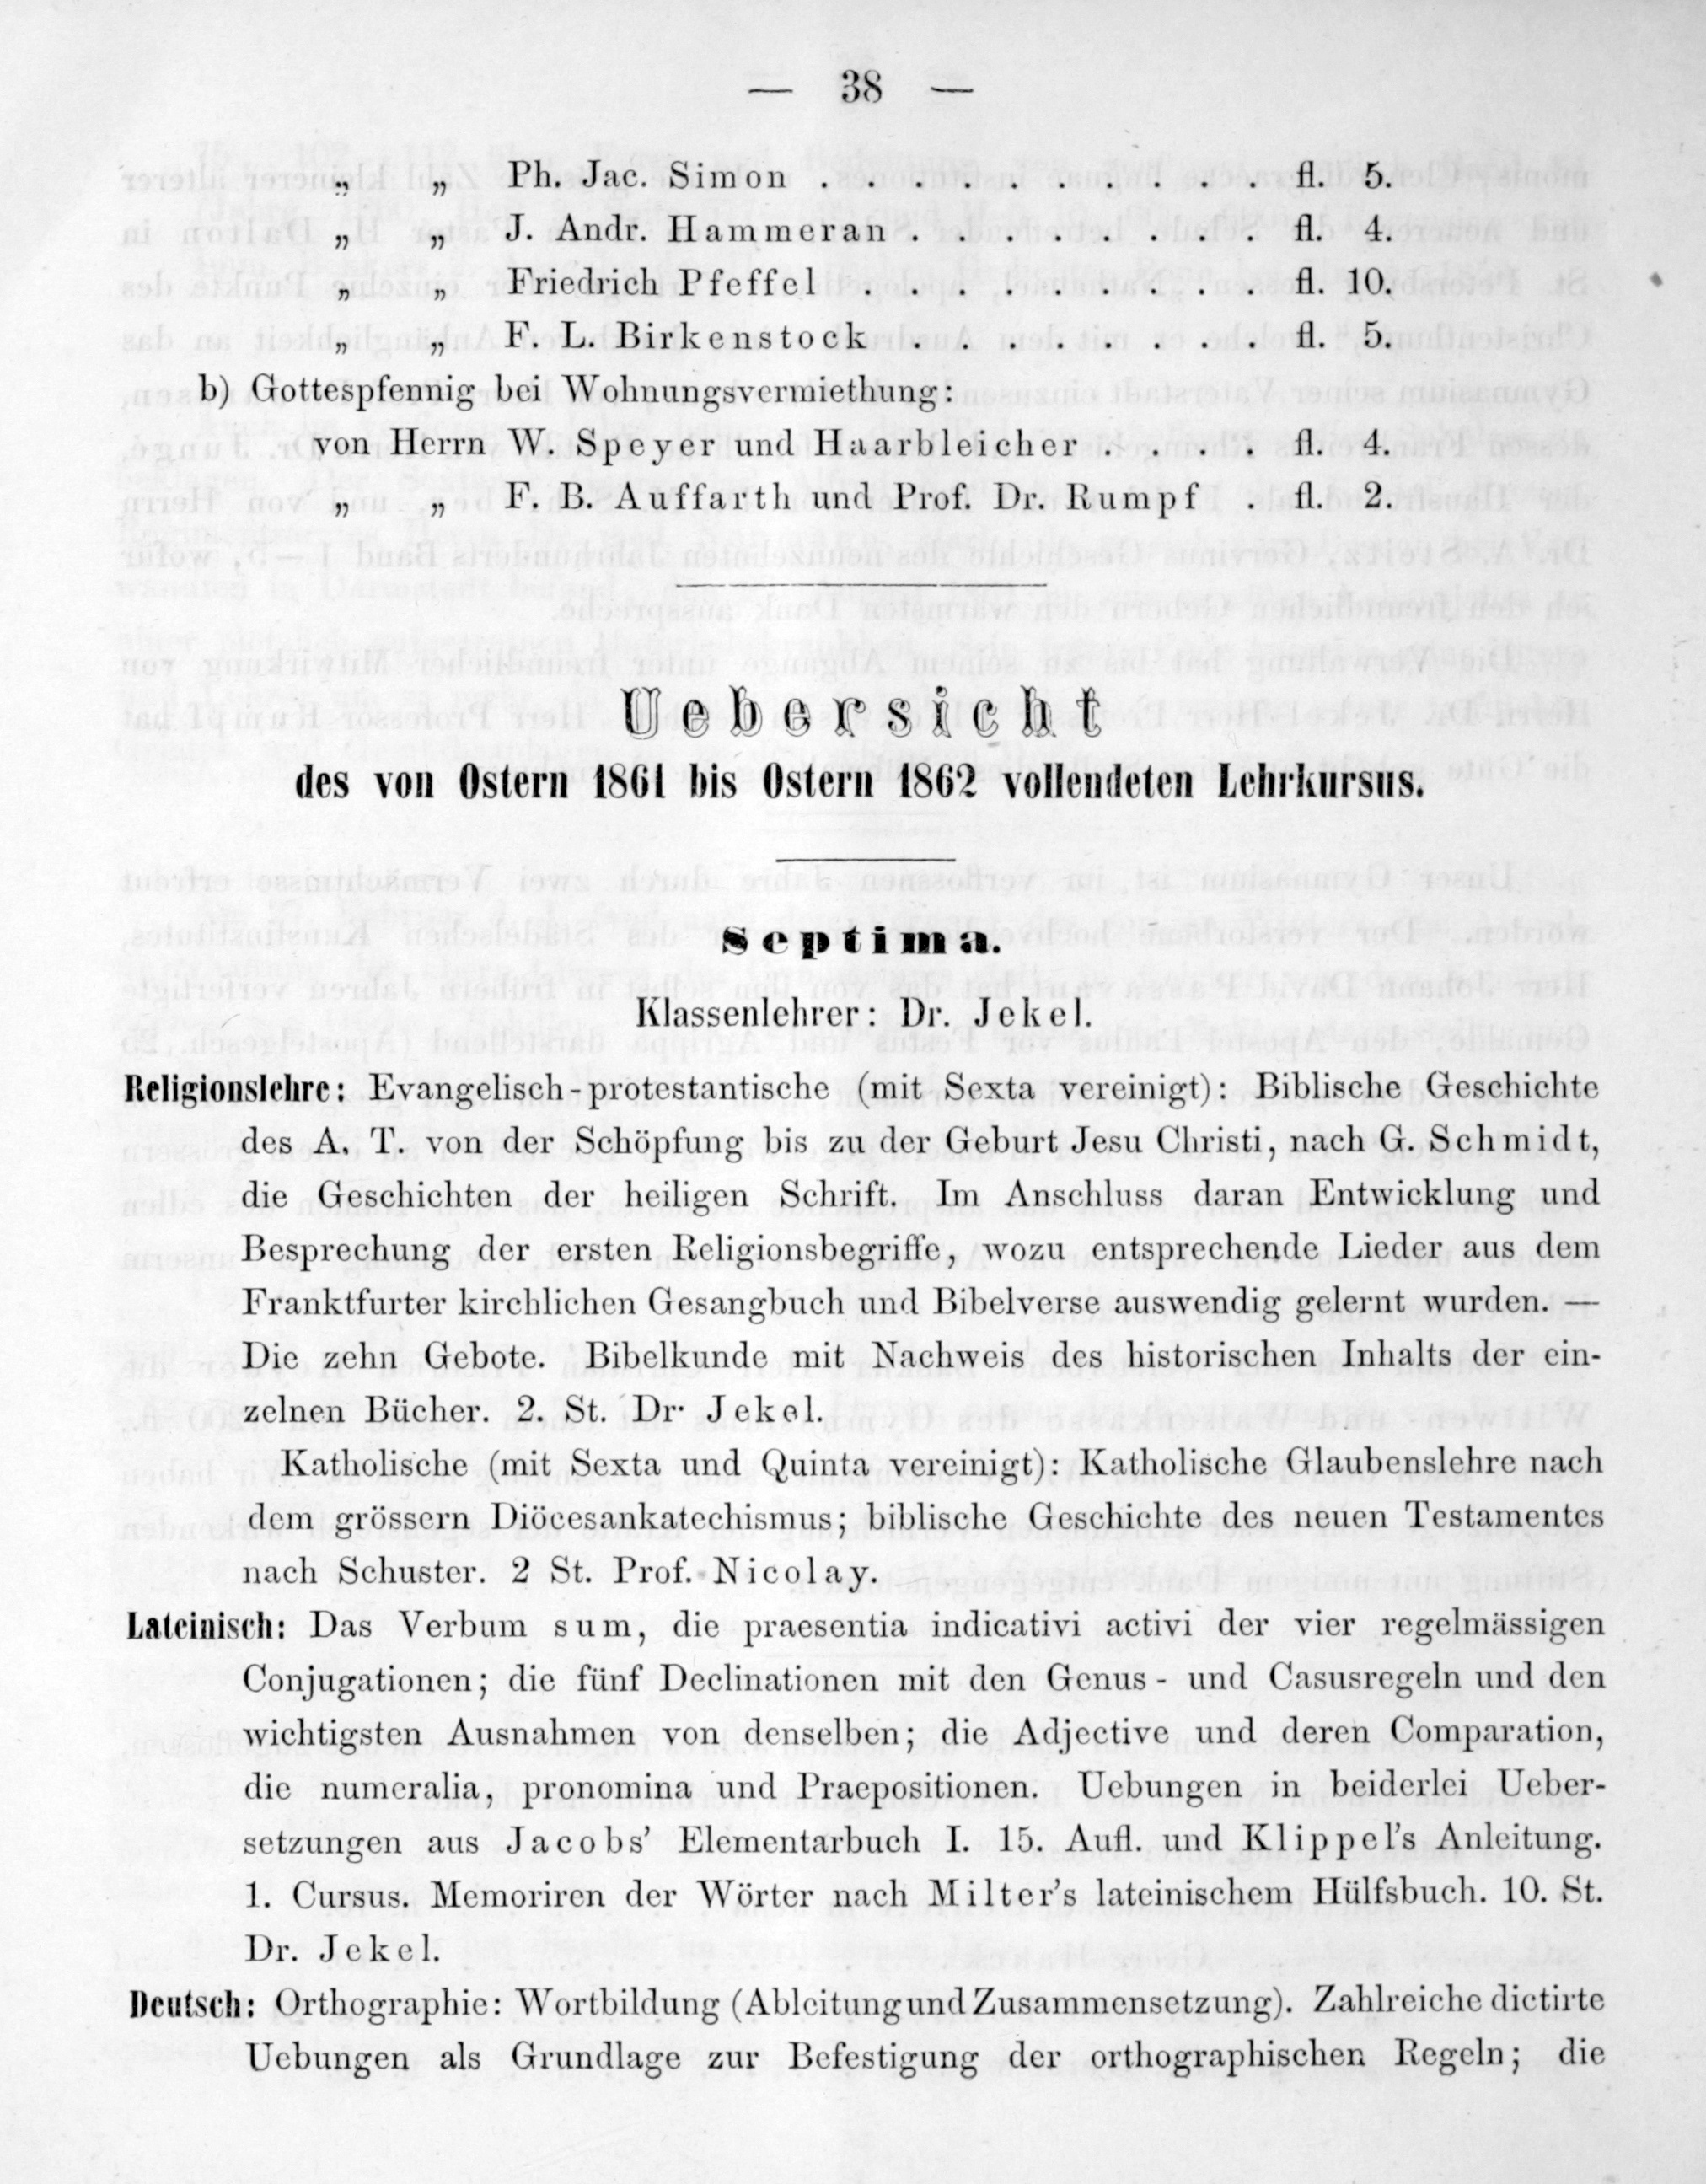 — 38 —
„ „ Ph. Jac. Simon . . . . . . . . . . fl. 5.
„ „ J. Andr. Hammeran . . . . . . . . fl. 4.
„ „ Friedrich Pfeffel . . . . . . . . . fl. 10.
„ „ F. L. Birkenstock . . . . . . . . fl. 5.
b) Gottespfennig bei Wohnungsvermiethung:
von Herrn W. Speyer und Haarbleicher . . . . fl. 4.
„ „ F. B. Auffarth und Prof. Dr. Rumpf . fl. 2.
Uebersicht
des von Ostern 1861 bis Ostern 1862 vollendeten Lehrkursus.
Septima.
Klassenlehrer: Dr. Jekel.
Religionslehre: Evangelisch-protestantische (mit Sexta vereinigt): Biblische Geschichte
des A. T. von der Schöpfung bis zu der Geburt Jesu Christi, nach G. Schmidt,
die Geschichten der heiligen Schrift. Im Anschluss daran Entwicklung und
Besprechung der ersten Religionsbegriffe, wozu entsprechende Lieder aus dem
Franktfurter kirchlichen Gesangbuch und Bibelverse auswendig gelernt wurden. —
Die zehn Gebote. Bibelkunde mit Nachweis des historischen Inhalts der ein-
zelnen Bücher. 2. St. Dr. Jekel.
Katholische (mit Sexta und Quinta vereinigt): Katholische Glaubenslehre nach
dem grössern Diöcesankatechismus; biblische Geschichte des neuen Testamentes
nach Schuster. 2 St. Prof. Nicolay.
Lateinisch: Das Verbum sum, die praesentia indicativi activi der vier regelmässigen
Conjugationen; die fünf Declinationen mit den Genus- und Casusregeln und den
wichtigsten Ausnahmen von denselben; die Adjective und deren Comparation,
die numeralia, pronomina und Praepositionen. Uebungen in beiderlei Ueber-
setzungen aus Jacobs' Elementarbuch I. 15. Aufl. und Klippel's Anleitung.
1. Cursus. Memoriren der Wörter nach Milter's lateinischem Hülfsbuch. 10. St.
Dr. Jekel.
Deutsch: Orthographie: Wortbildung (Ableitung und Zusammensetzung). Zahlreiche dictirte
Uebungen als Grundlage zur Befestigung der orthographischen Regeln; die